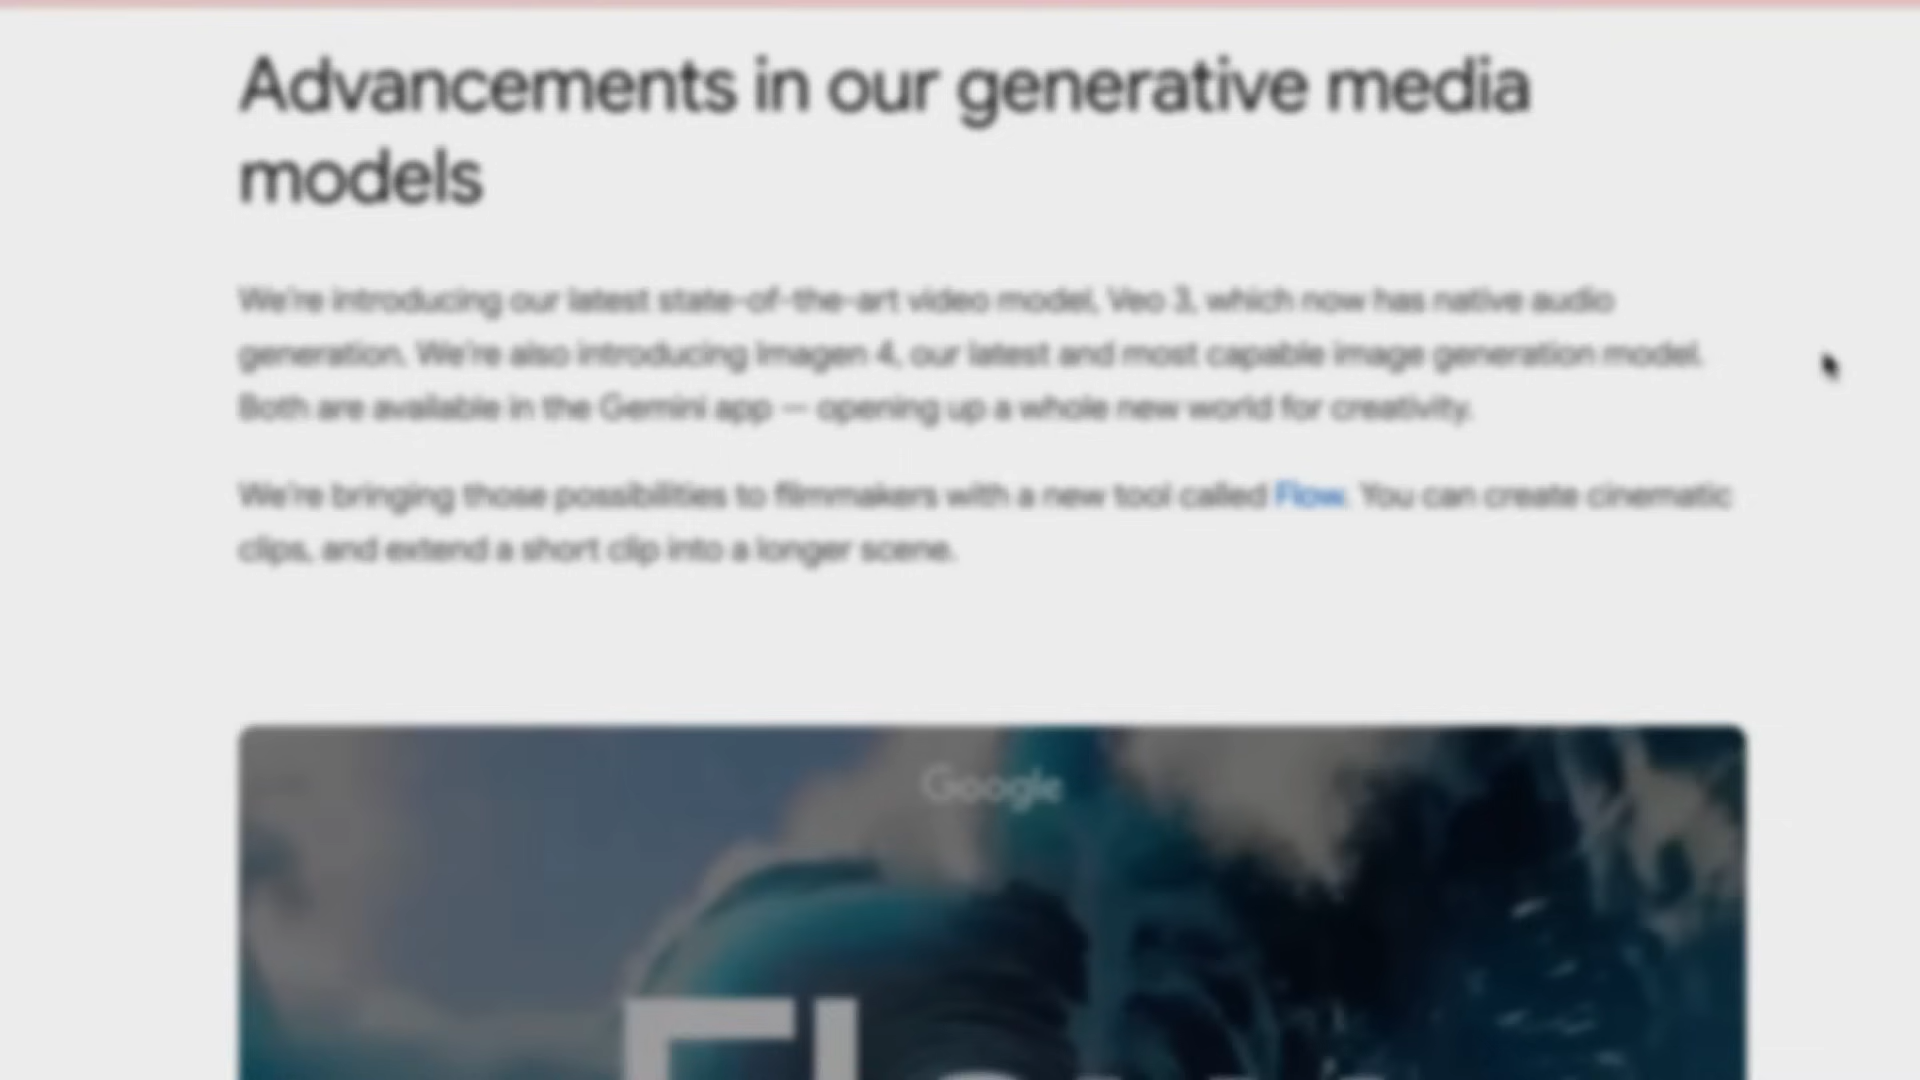 Advancements in our generative media
models
We're introducing our latest state-of-the-art video model, Veo 3, which now has native audio
generation. We're also introducing Imagen 4, our latest and most capable image generation model.
Both are available in the Gemini app — opening up a whole new world for creativity.
We're bringing those possibilities to filmmakers with a new tool called Flow. You can create cinematic
clips, and extend a short clip into a longer scene.
Google
Flow